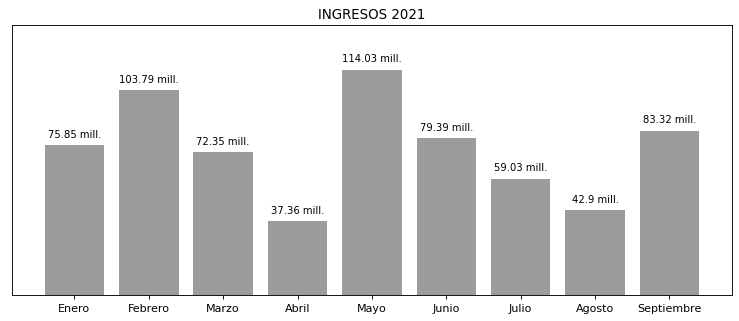 INGRESOS 2021
75.85 mill.
103.79 mill.
72.35 mill.
37.36 mill.
114.03 mill.
79.39 mill.
59.03 mill.
42.9 mill.
83.32 mill.
Enero
Febrero
Marzo
Abril
Mayo
Junio
Julio
Agosto
Septiembre